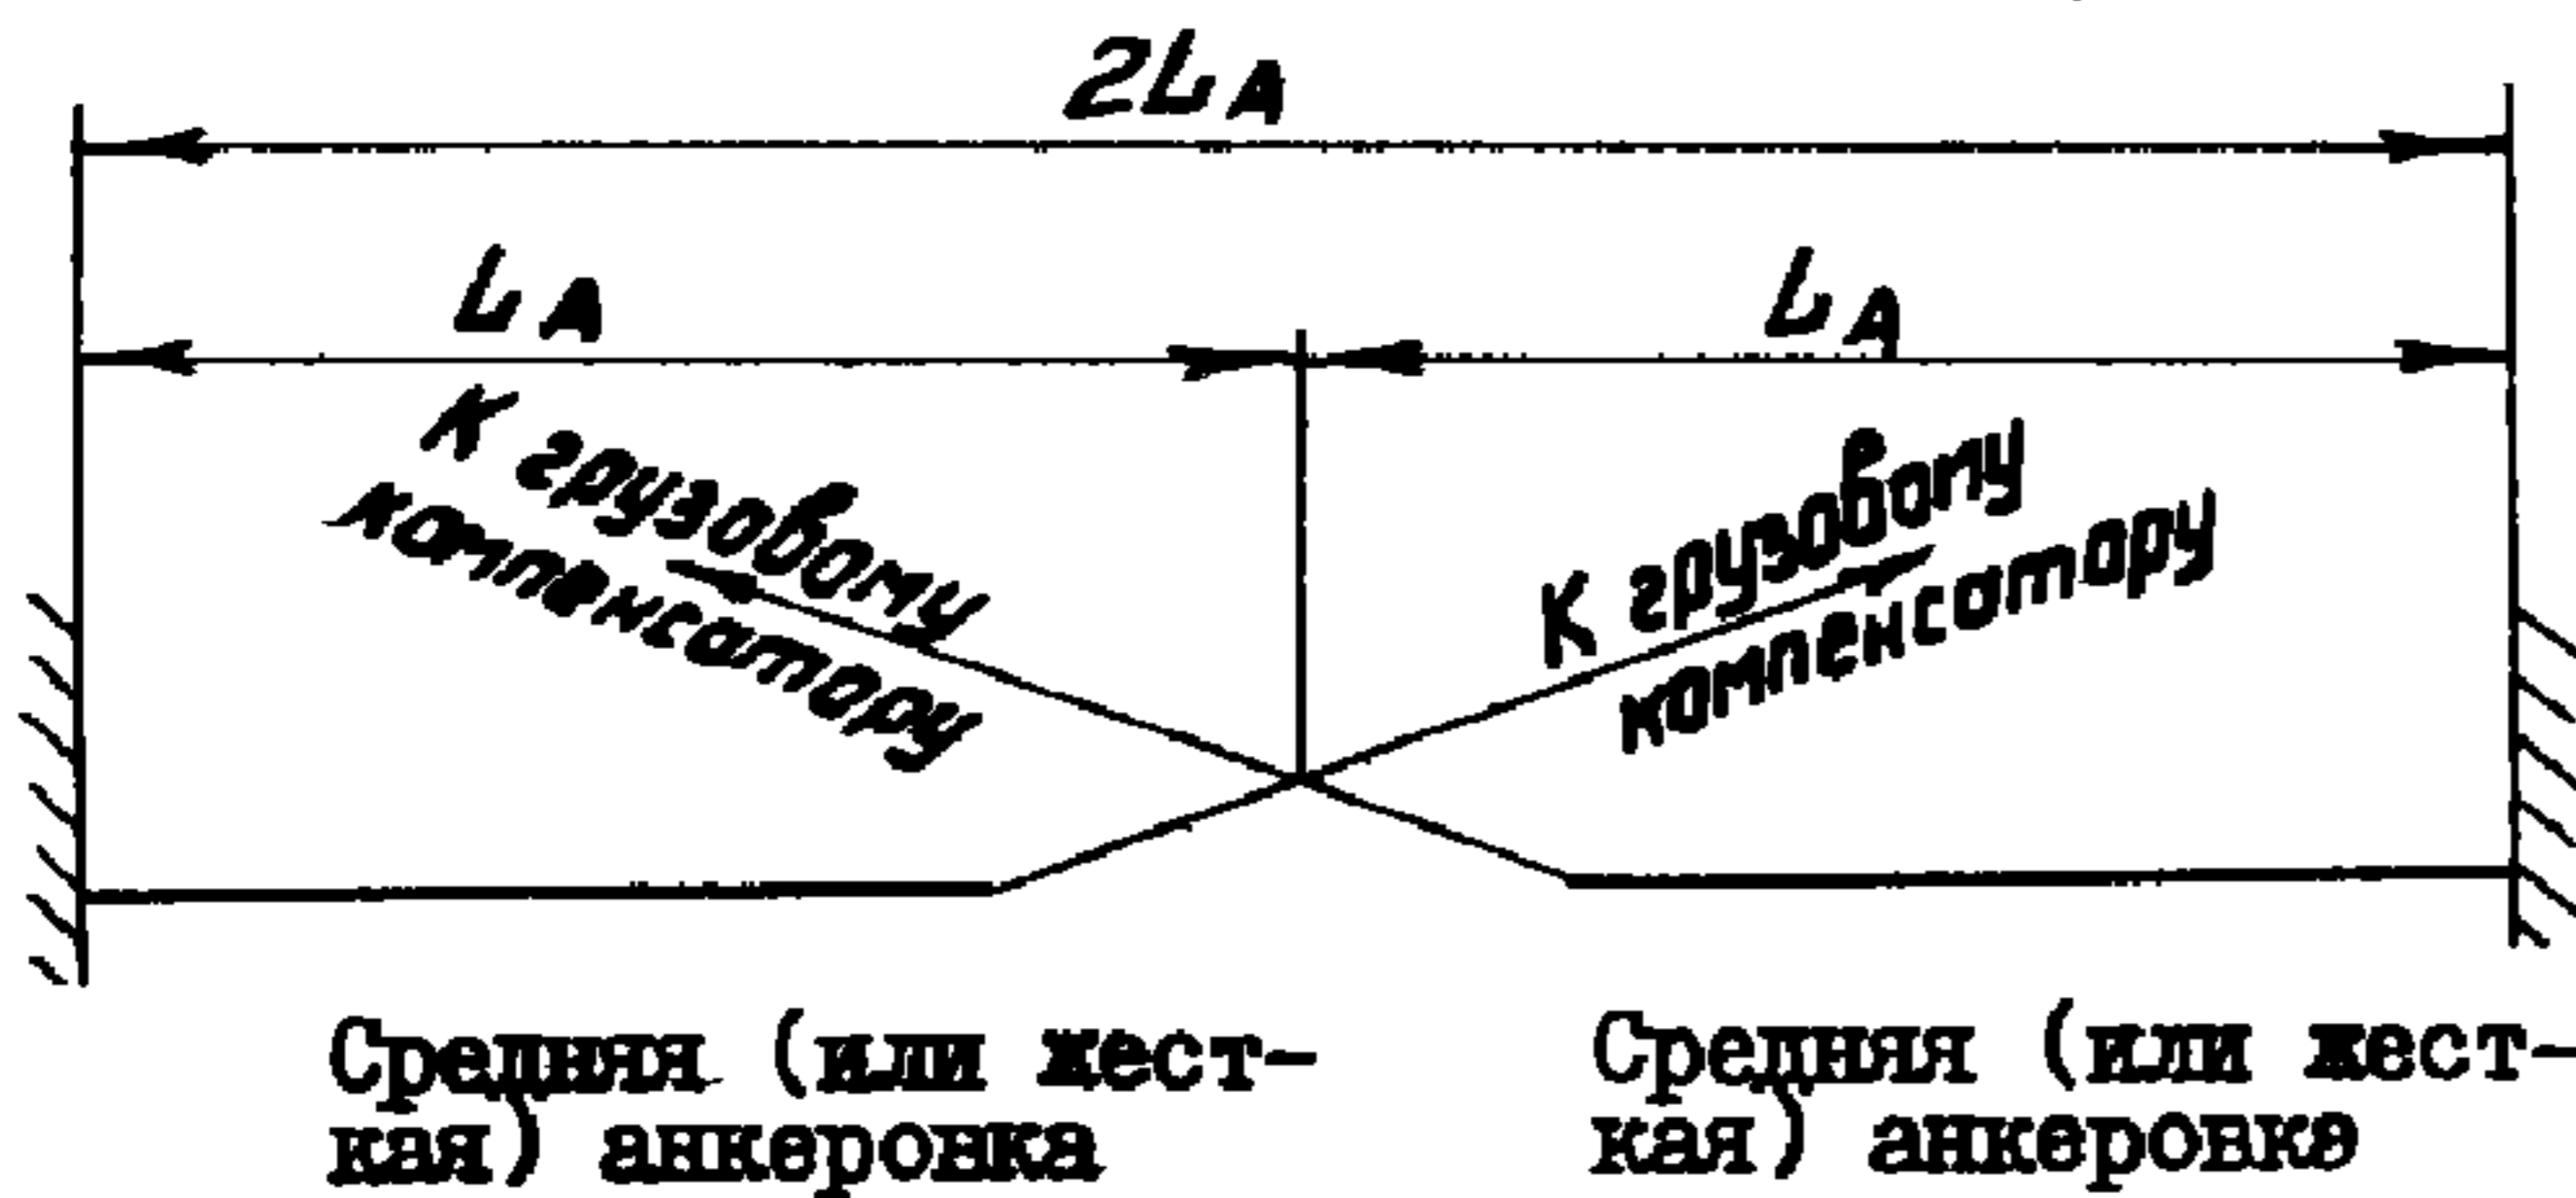 2LA
LA
LA
К грузовому
компенсатору
К грузовому
компенсатору
Средняя (или жест-
кая) анкеровка
Средняя (или жест-
кая) анкеровка